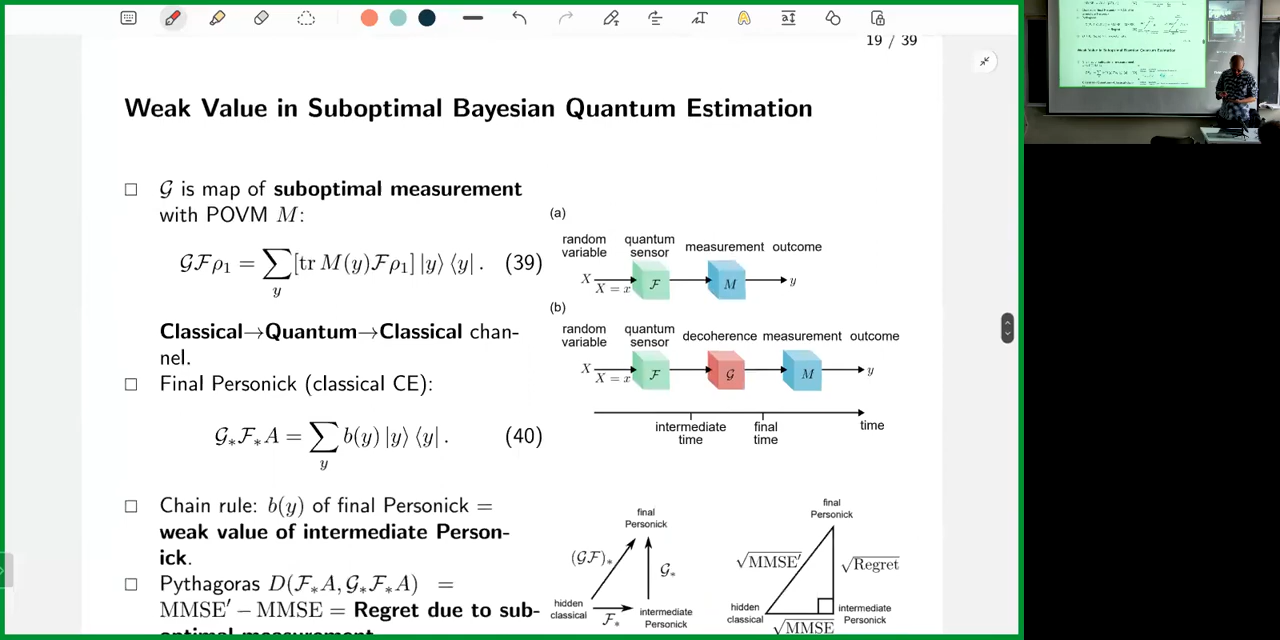 19 / 39
Weak Value in Suboptimal Bayesian Quantum Estimation
□ 𝒢 is map of suboptimal measurement
with POVM M:
𝒢ℱρ₁ = ∑_y [tr M(y)ℱρ₁] |y⟩ ⟨y| . (39)
Classical→Quantum→Classical chan-
nel.
□ Final Personick (classical CE):
𝒢∗ℱ∗A = ∑_y b(y) |y⟩ ⟨y| . (40)
□ Chain rule: b(y) of final Personick =
weak value of intermediate Person-
ick.
□ Pythagoras D(ℱ∗A, 𝒢∗ℱ∗A) =
MMSE′ − MMSE = Regret due to sub-
optimal measurement
(a)
random variable
quantum sensor
measurement
outcome
X
X = x
ℱ
M
y
(b)
random variable
quantum sensor
decoherence
measurement
outcome
X
X = x
ℱ
𝒢
M
y
intermediate time
final time
time
final Personick
(𝒢ℱ)∗
𝒢∗
hidden classical
ℱ∗
intermediate Personick
final Personick
√MMSE′
√Regret
hidden classical
intermediate Personick
√MMSE